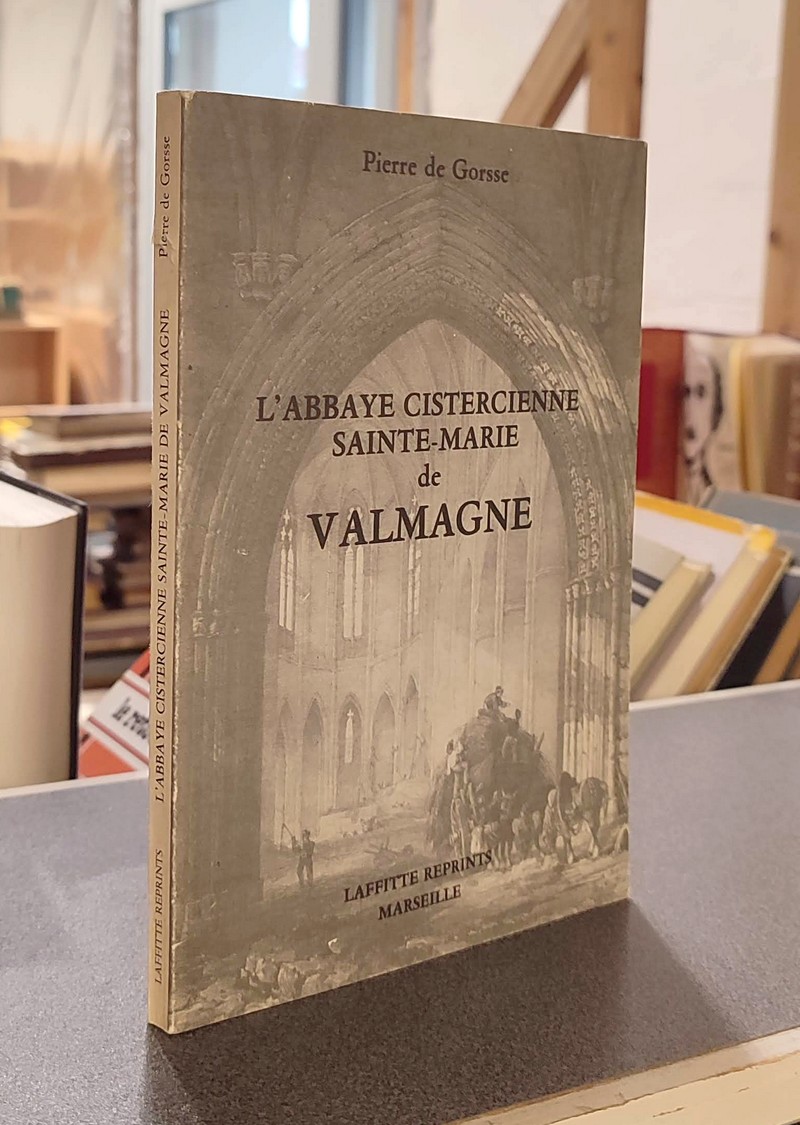 Pierre de Gorsse
L'ABBAYE CISTERCIENNE
SAINTE-MARIE
de
VALMAGNE
LAFFITTE REPRINTS
MARSEILLE
LAFFITTE REPRINTS L'ABBAYE CISTERCIENNE SAINTE-MARIE DE VALMAGNE Pierre de Gorsse